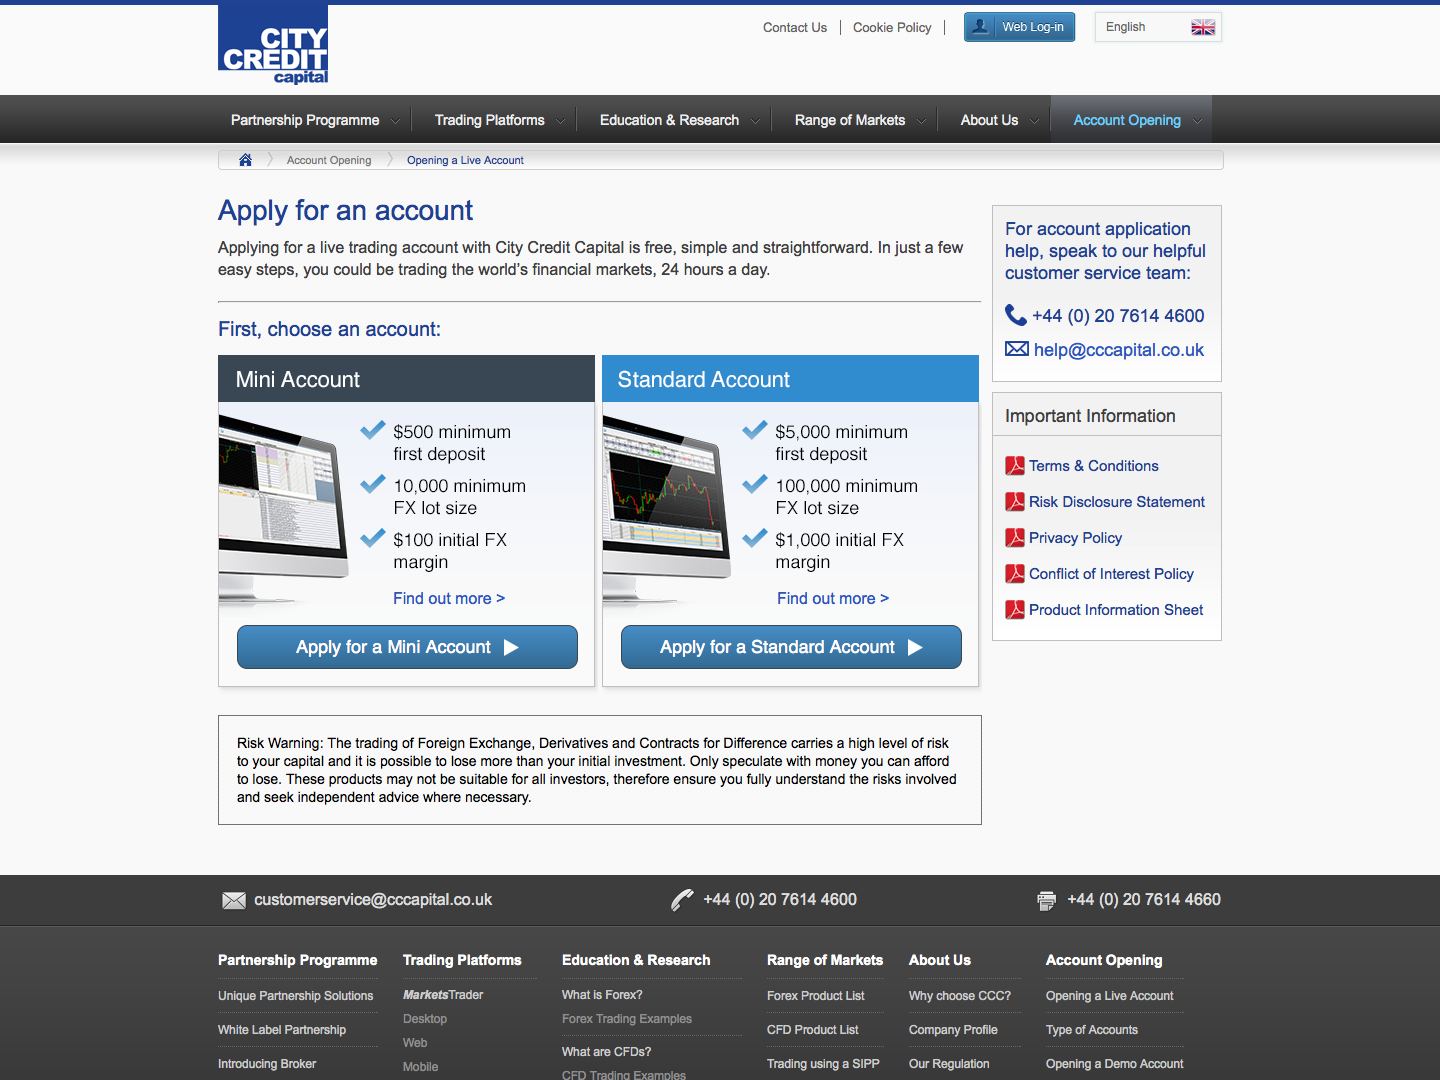 CITY
CREDIT
capital
Contact Us
Cookie Policy
Web Log-in
English
Partnership Programme
Trading Platforms
Education & Research
Range of Markets
About Us
Account Opening
Account Opening
Opening a Live Account
Apply for an account
Applying for a live trading account with City Credit Capital is free, simple and straightforward. In just a few
easy steps, you could be trading the world's financial markets, 24 hours a day.
First, choose an account:
Mini Account
$500 minimum
first deposit
10,000 minimum
FX lot size
$100 initial FX
margin
Find out more >
Apply for a Mini Account
Standard Account
$5,000 minimum
first deposit
100,000 minimum
FX lot size
$1,000 initial FX
margin
Find out more >
Apply for a Standard Account
For account application
help, speak to our helpful
customer service team:
+44 (0) 20 7614 4600
help@cccapital.co.uk
Important Information
Terms & Conditions
Risk Disclosure Statement
Privacy Policy
Conflict of Interest Policy
Product Information Sheet
Risk Warning: The trading of Foreign Exchange, Derivatives and Contracts for Difference carries a high level of risk
to your capital and it is possible to lose more than your initial investment. Only speculate with money you can afford
to lose. These products may not be suitable for all investors, therefore ensure you fully understand the risks involved
and seek independent advice where necessary.
customerservice@cccapital.co.uk
+44 (0) 20 7614 4600
+44 (0) 20 7614 4660
Partnership Programme
Unique Partnership Solutions
White Label Partnership
Introducing Broker
Trading Platforms
MarketsTrader
Desktop
Web
Mobile
Education & Research
What is Forex?
Forex Trading Examples
What are CFDs?
CFD Trading Examples
Range of Markets
Forex Product List
CFD Product List
Trading using a SIPP
About Us
Why choose CCC?
Company Profile
Our Regulation
Account Opening
Opening a Live Account
Type of Accounts
Opening a Demo Account